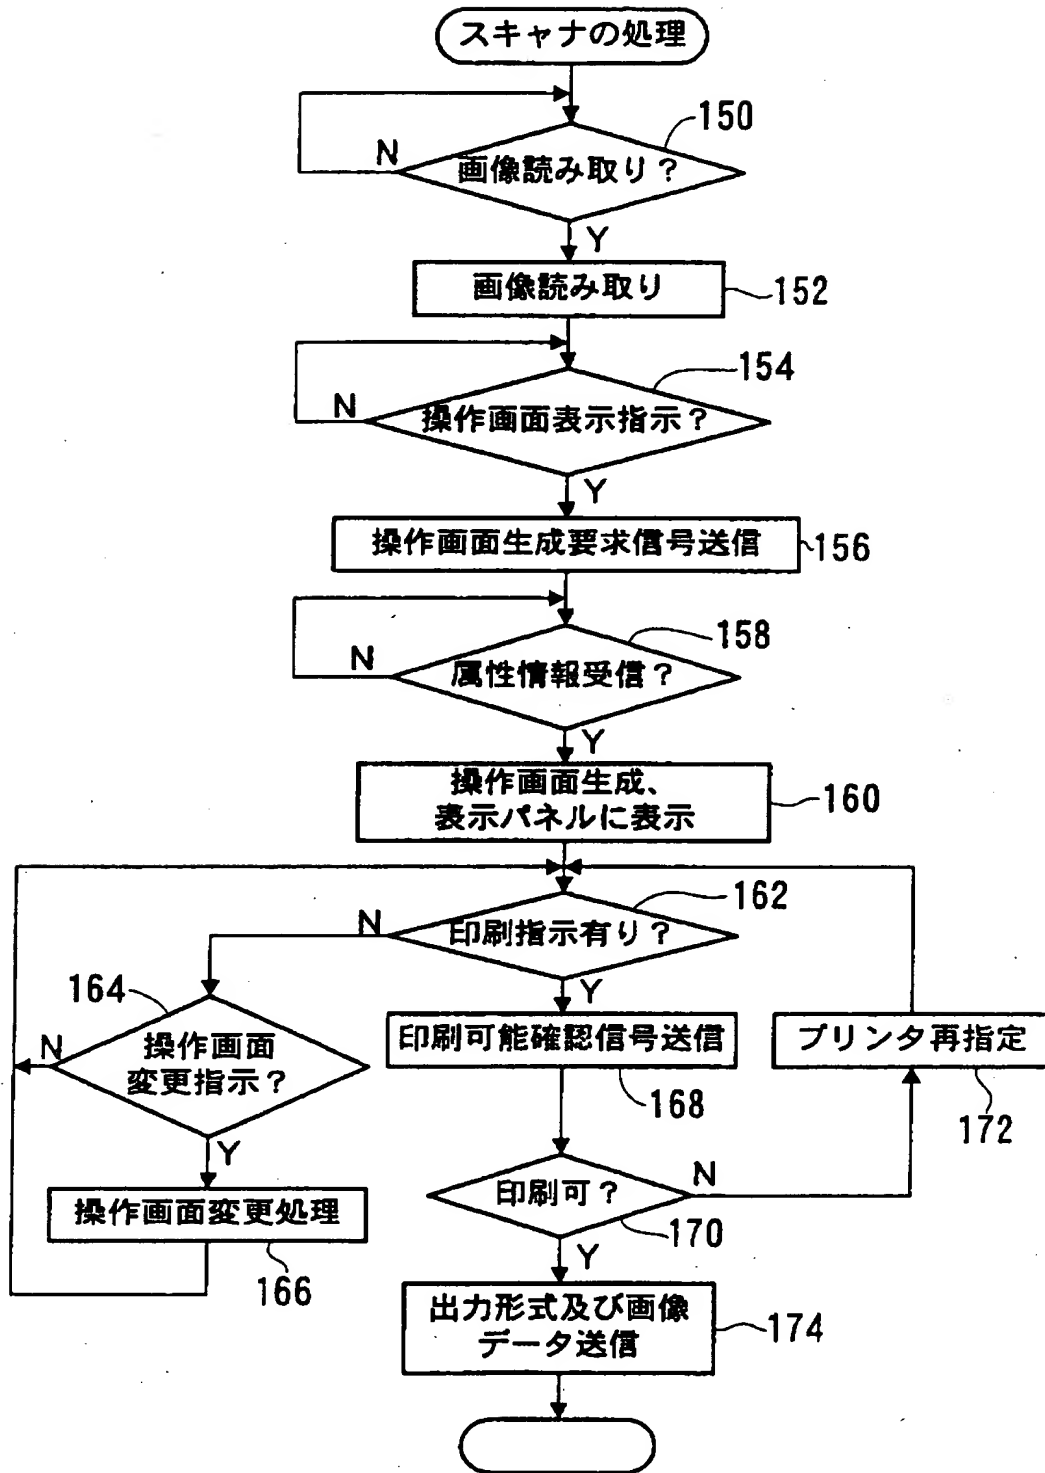 スキャナの処理
150
N
画像読み取り？
Y
画像読み取り
152
154
N
操作画面表示指示？
Y
操作画面生成要求信号送信
156
158
N
属性情報受信？
Y
操作画面生成、
表示パネルに表示
160
162
N
印刷指示有り？
Y
164
N
操作画面
変更指示？
Y
操作画面変更処理
166
印刷可能確認信号送信
168
プリンタ再指定
172
印刷可？
N
170
Y
出力形式及び画像
データ送信
174